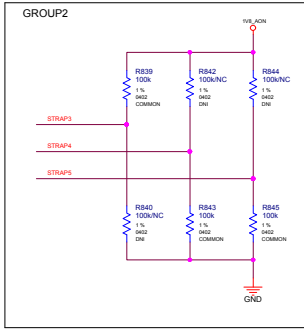 GROUP2
1V8_AON
R839
100k
1 %
0402
COMMON
R842
100k/NC
1 %
0402
DNI
R844
100k/NC
1 %
0402
DNI
STRAP3
STRAP4
STRAP5
R840
100k/NC
1 %
0402
DNI
R843
100k
1 %
0402
COMMON
R845
100k
1 %
0402
COMMON
GND